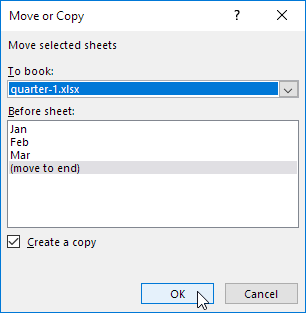 Move or Copy
Move selected sheets
To book:
quarter-1.xlsx
Before sheet:
Jan
Feb
Mar
(move to end)
Create a copy
OK Cancel